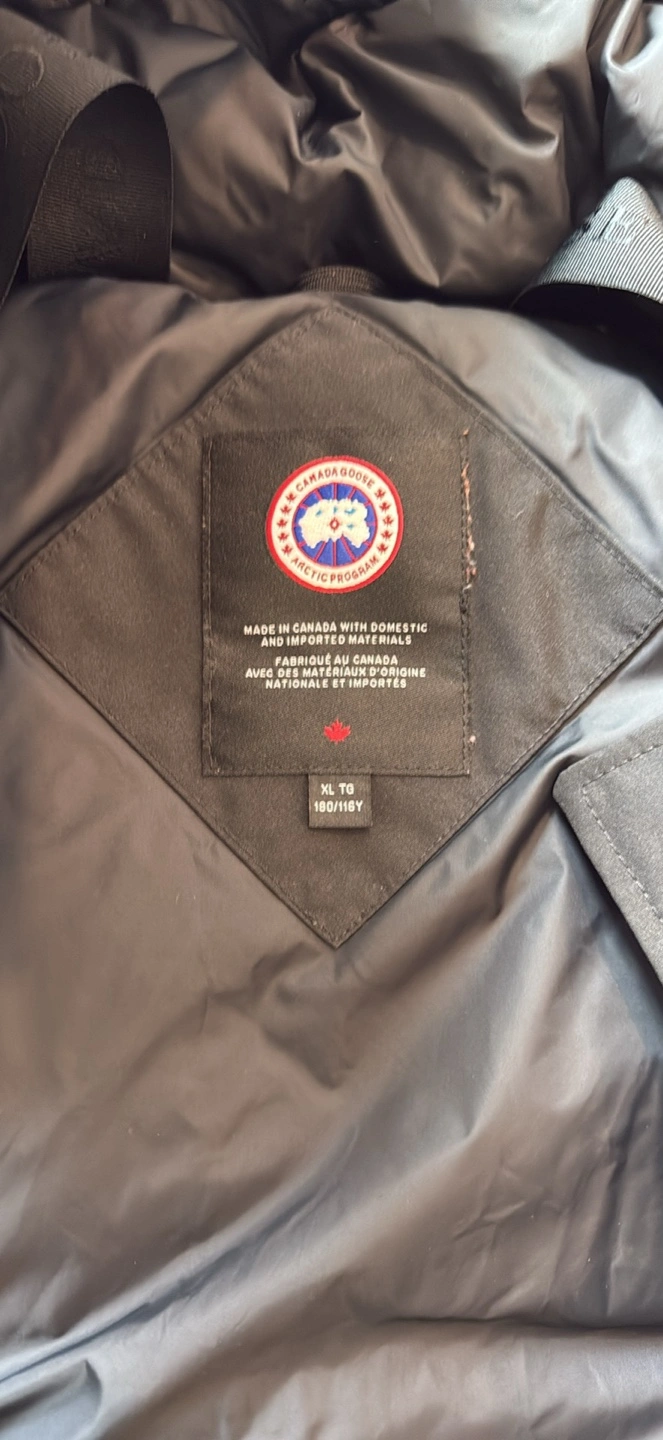 CANADA GOOSE
ARCTIC PROGRAM
MADE IN CANADA WITH DOMESTIC
AND IMPORTED MATERIALS
FABRIQUÉ AU CANADA
AVEC DES MATÉRIAUX D'ORIGINE
NATIONALE ET IMPORTÉS
XL TG
180/116Y